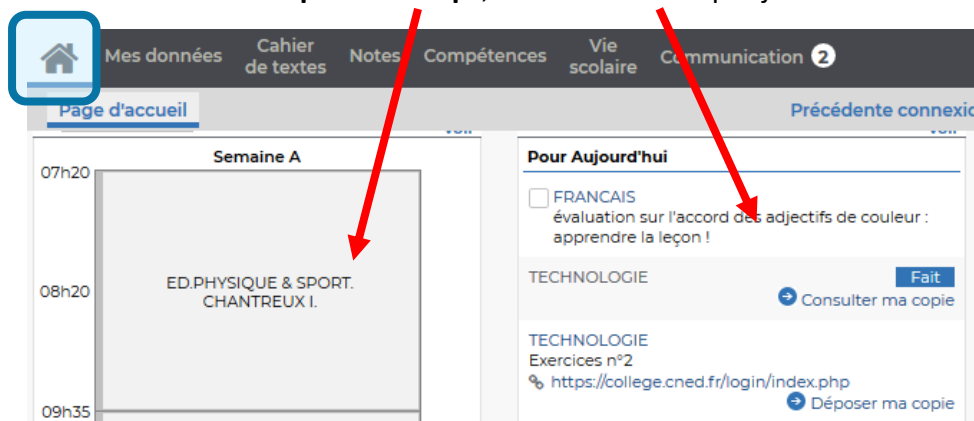 Mes données
Cahier
de textes
Notes
Compétences
Vie
scolaire
Communication 2
Page d'accueil
Précédente connexio
Semaine A
07h20
08h20
ED.PHYSIQUE & SPORT.
CHANTREUX I.
09h35
Pour Aujourd'hui
FRANCAIS
évaluation sur l'accord des adjectifs de couleur :
apprendre la leçon !
TECHNOLOGIE
Fait
Consulter ma copie
TECHNOLOGIE
Exercices n°2
https://college.cned.fr/login/index.php
Déposer ma copie